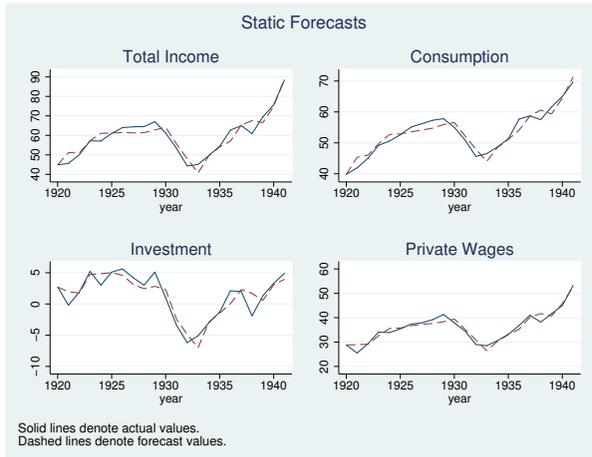 Static Forecasts
Total Income
90
80
70
60
50
40
1920 1925 1930 1935 1940
year
Consumption
70
60
50
40
1920 1925 1930 1935 1940
year
Investment
5
0
−5
−10
1920 1925 1930 1935 1940
year
Private Wages
60
50
40
30
20
1920 1925 1930 1935 1940
year
Solid lines denote actual values.
Dashed lines denote forecast values.